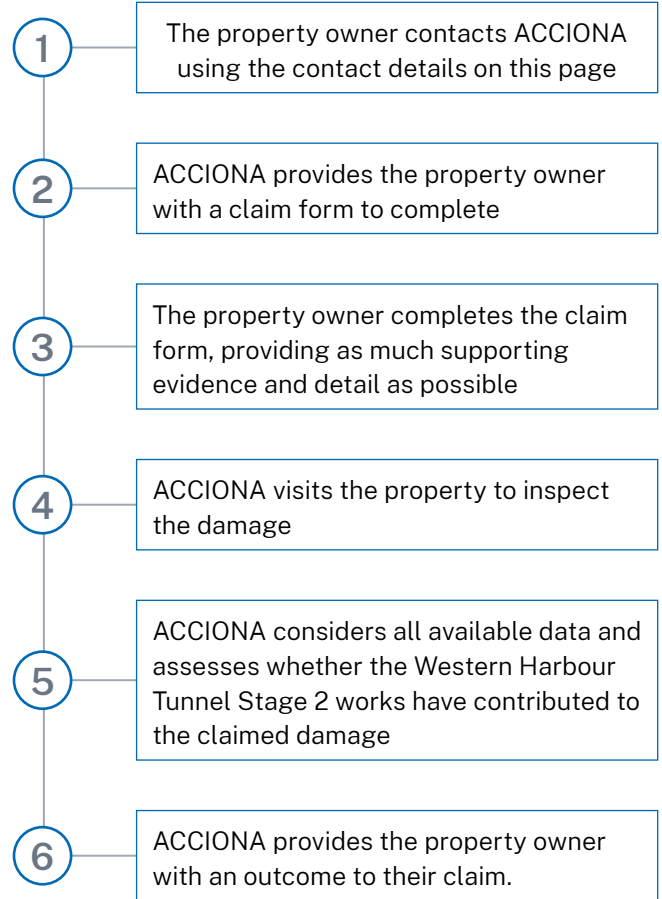 1
The property owner contacts ACCIONA
using the contact details on this page
2
ACCIONA provides the property owner
with a claim form to complete
3
The property owner completes the claim
form, providing as much supporting
evidence and detail as possible
4
ACCIONA visits the property to inspect
the damage
5
ACCIONA considers all available data and
assesses whether the Western Harbour
Tunnel Stage 2 works have contributed to
the claimed damage
6
ACCIONA provides the property owner
with an outcome to their claim.